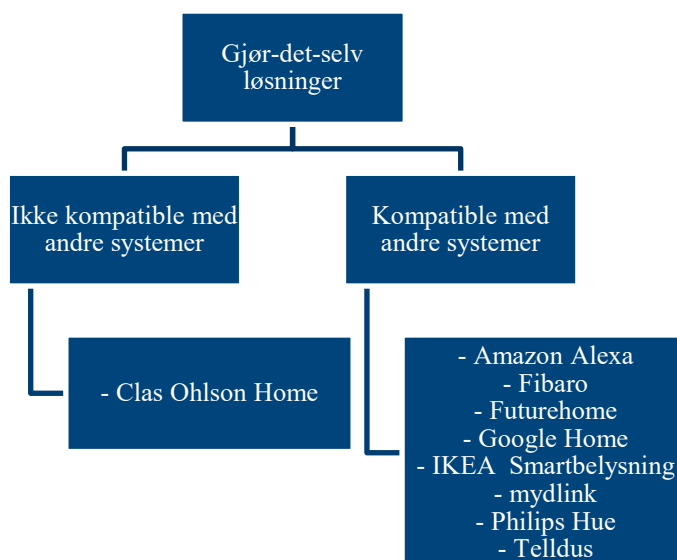 Gjør-det-selv
løsninger
Ikke kompatible med
andre systemer
Kompatible med
andre systemer
- Clas Ohlson Home
- Amazon Alexa
- Fibaro
- Futurehome
- Google Home
- IKEA  Smartbelysning
- mydlink
- Philips Hue
- Telldus